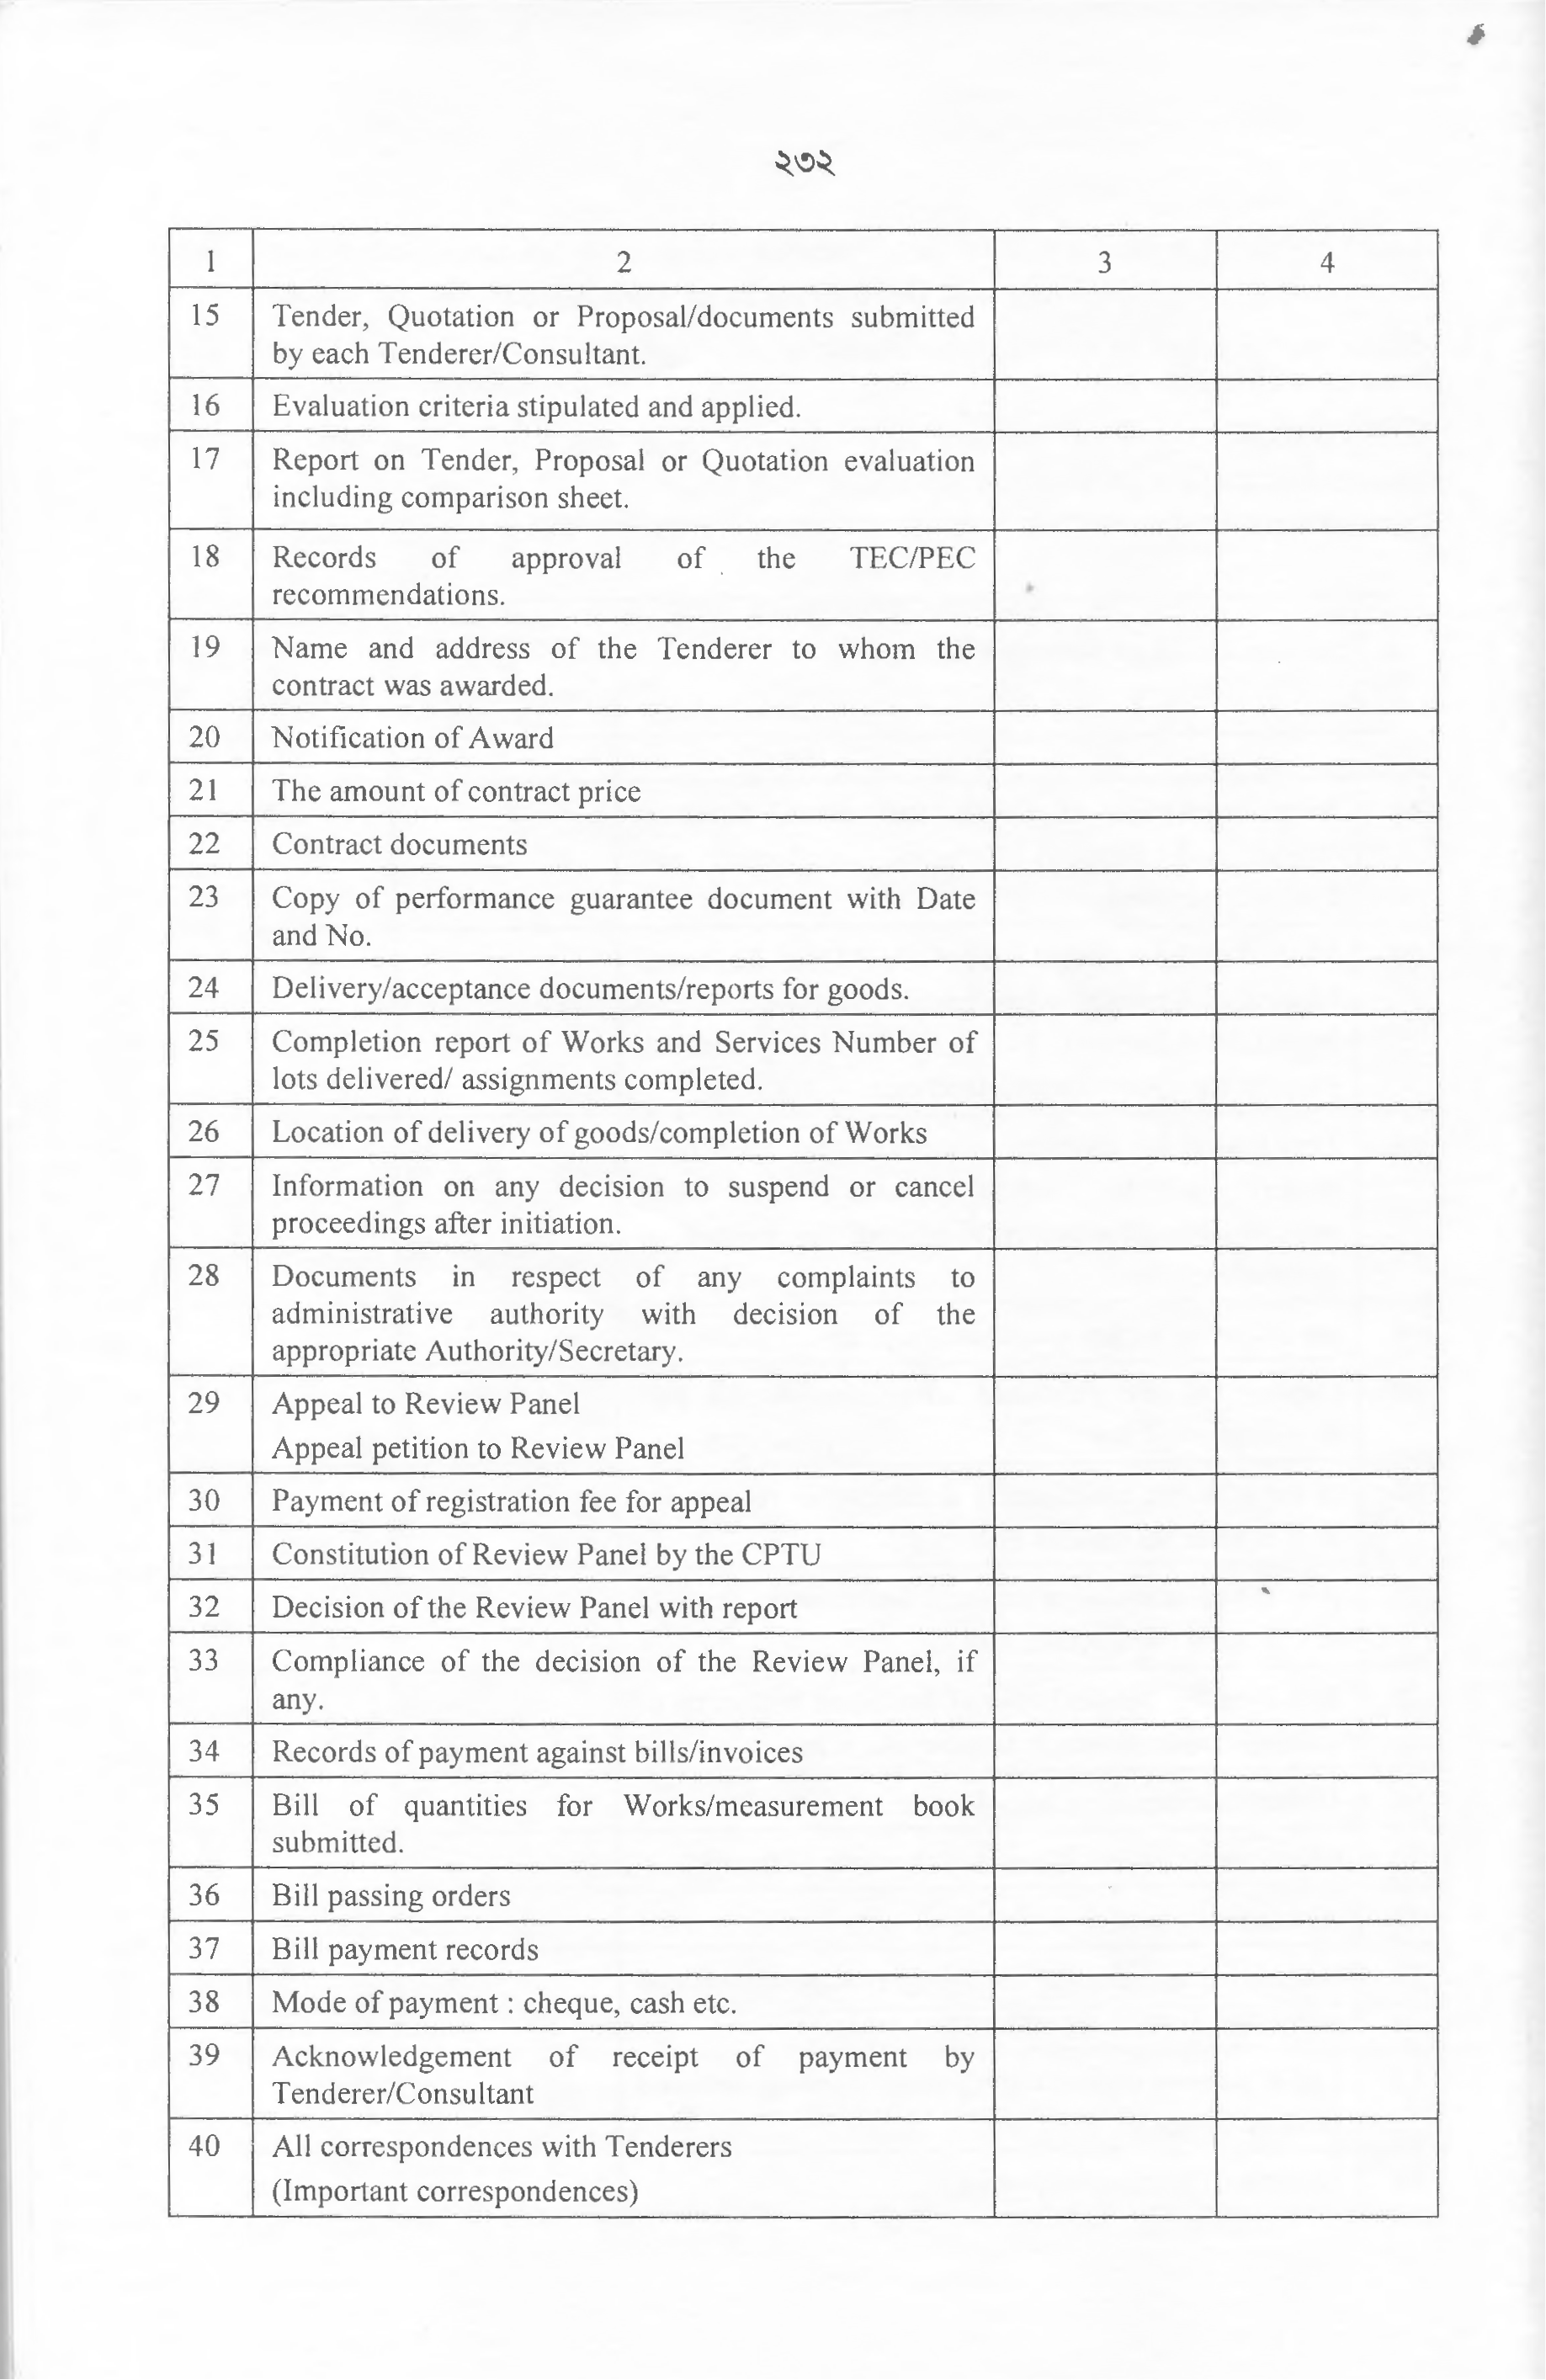 ২৩২
1 2 3 4
15 Tender, Quotation or Proposal/documents submitted
by each Tenderer/Consultant.
16 Evaluation criteria stipulated and applied.
17 Report on Tender, Proposal or Quotation evaluation
including comparison sheet.
18 Records of approval of the TEC/PEC
recommendations.
19 Name and address of the Tenderer to whom the
contract was awarded.
20 Notification of Award
21 The amount of contract price
22 Contract documents
23 Copy of performance guarantee document with Date
and No.
24 Delivery/acceptance documents/reports for goods.
25 Completion report of Works and Services Number of
lots delivered/ assignments completed.
26 Location of delivery of goods/completion of Works
27 Information on any decision to suspend or cancel
proceedings after initiation.
28 Documents in respect of any complaints to
administrative authority with decision of the
appropriate Authority/Secretary.
29 Appeal to Review Panel
Appeal petition to Review Panel
30 Payment of registration fee for appeal
31 Constitution of Review Panel by the CPTU
32 Decision of the Review Panel with report
33 Compliance of the decision of the Review Panel, if
any.
34 Records of payment against bills/invoices
35 Bill of quantities for Works/measurement book
submitted.
36 Bill passing orders
37 Bill payment records
38 Mode of payment : cheque, cash etc.
39 Acknowledgement of receipt of payment by
Tenderer/Consultant
40 All correspondences with Tenderers
(Important correspondences)